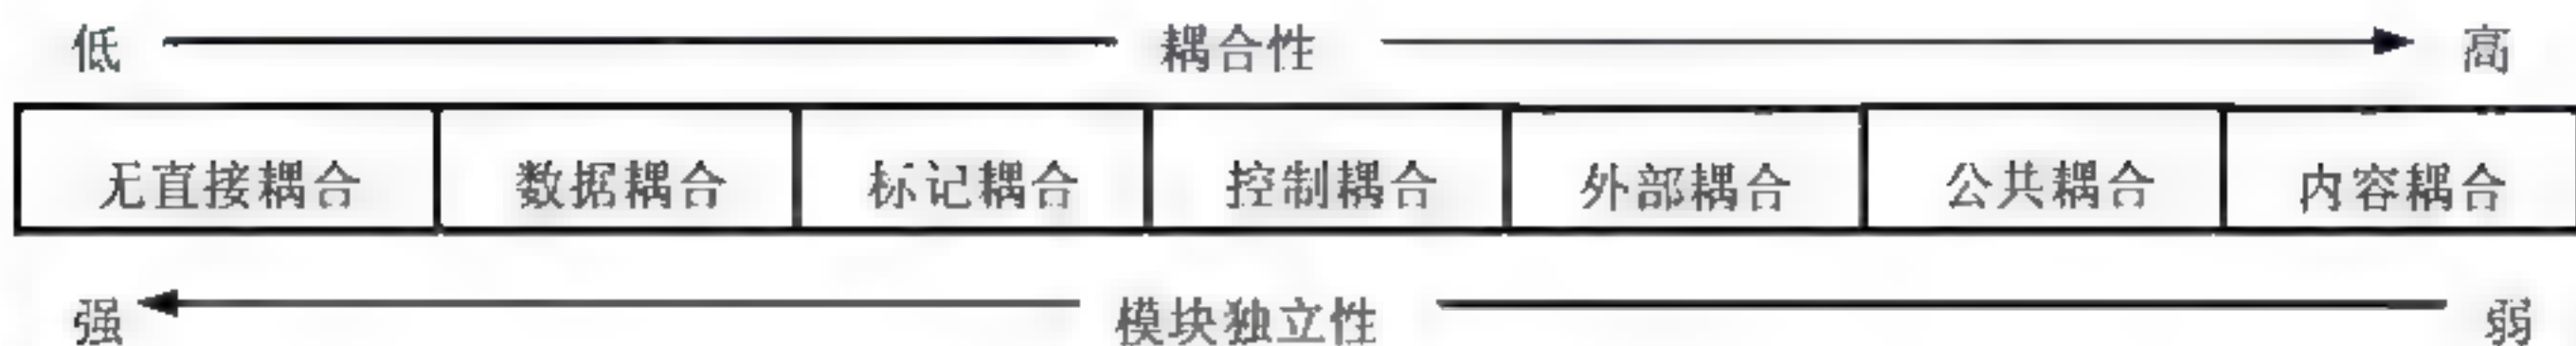 低 耦合性 高
无直接耦合 数据耦合 标记耦合 控制耦合 外部耦合 公共耦合 内容耦合
强 模块独立性 弱